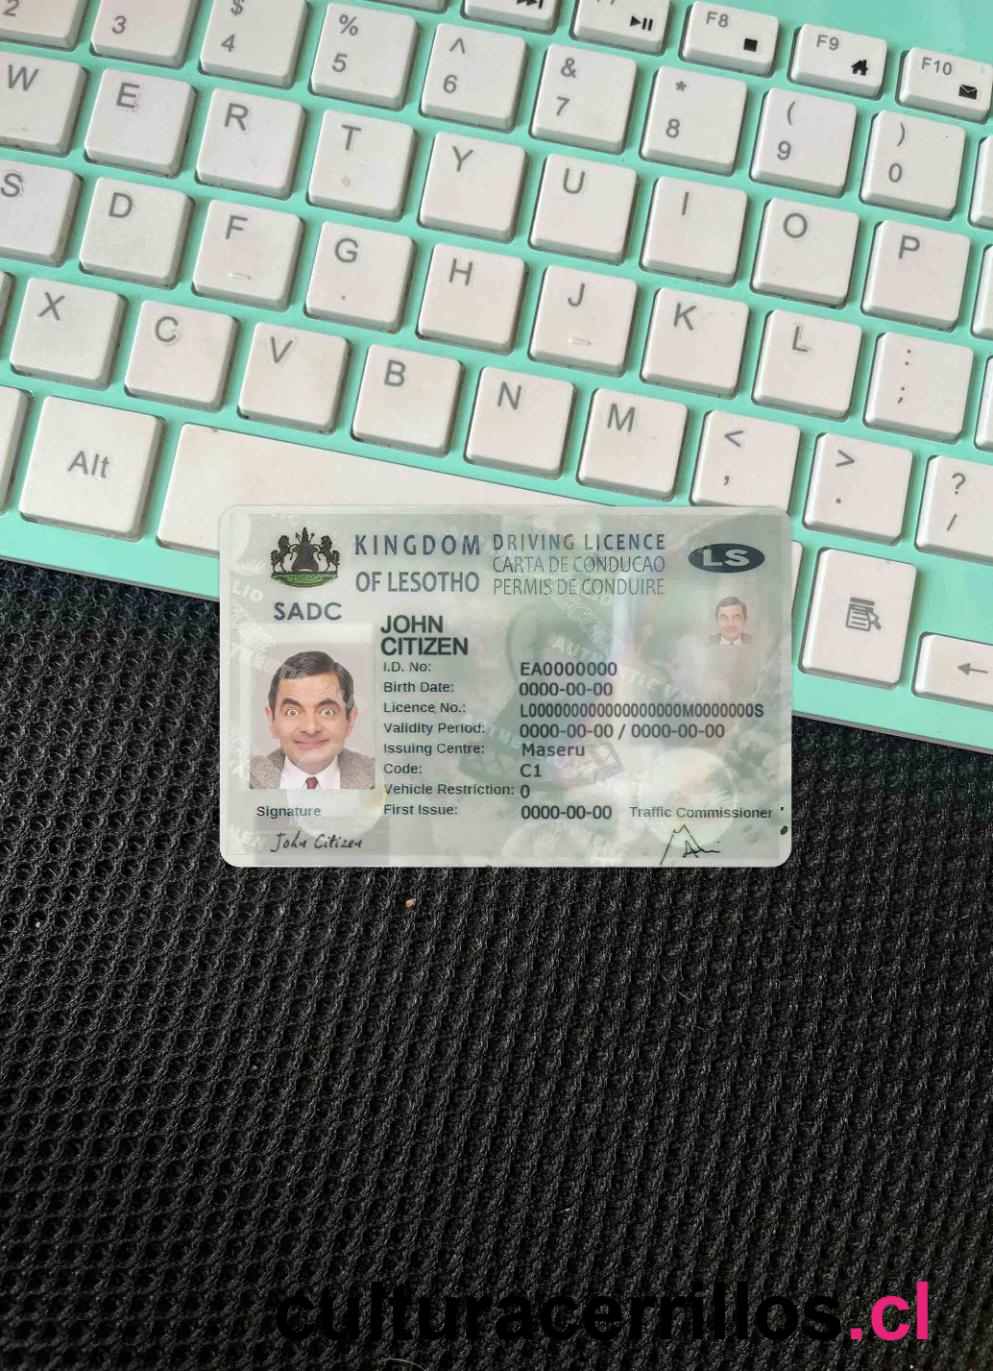 2 3 $ 4 % 5 ^ 6 & 7 * 8 ( 9 ) 0
F8 F9 F10
W E R T Y U I O P
S D F G H J K L : ;
X C V B N M < , > . ? /
Alt
KINGDOM OF LESOTHO
DRIVING LICENCE
CARTA DE CONDUCAO
PERMIS DE CONDUIRE
LS
SADC
JOHN
CITIZEN
I.D. No: EA0000000
Birth Date: 0000-00-00
Licence No.: L000000000000000000M0000000S
Validity Period: 0000-00-00 / 0000-00-00
Issuing Centre: Maseru
Code: C1
Vehicle Restriction: 0
First Issue: 0000-00-00
Traffic Commissioner
Signature
John Citizen
culturacerrillos.cl